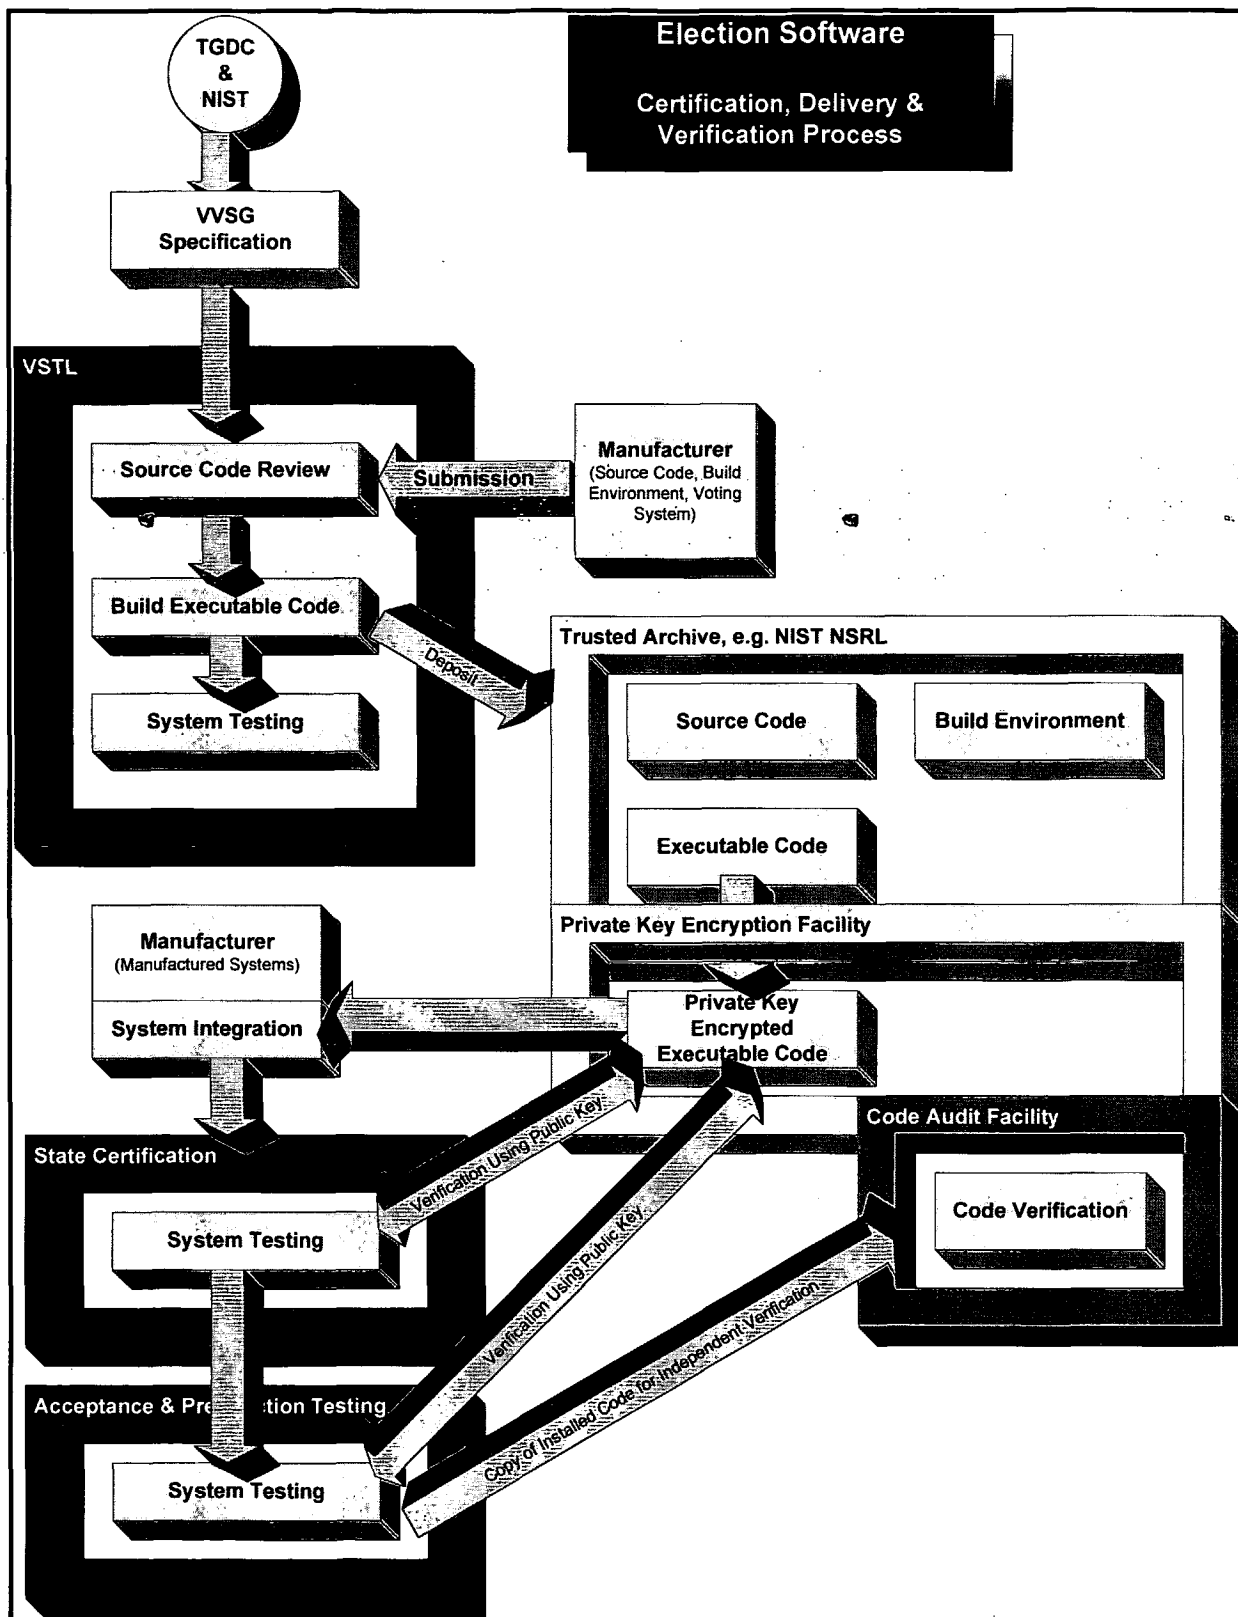 TGDC
&
NIST
Election Software
Certification, Delivery &
Verification Process
VVSG
Specification
VSTL
Source Code Review
Submission
Manufacturer
(Source Code, Build
Environment, Voting
System)
Build Executable Code
Deposit
System Testing
Trusted Archive, e.g. NIST NSRL
Source Code
Build Environment
Executable Code
Private Key Encryption Facility
Private Key
Encrypted
Executable Code
Manufacturer
(Manufactured Systems)
System Integration
Verification Using Public Key
Verification Using Public Key
State Certification
System Testing
Code Audit Facility
Code Verification
Copy of Installed Code for Independent Verification
Acceptance & Testing
System Testing